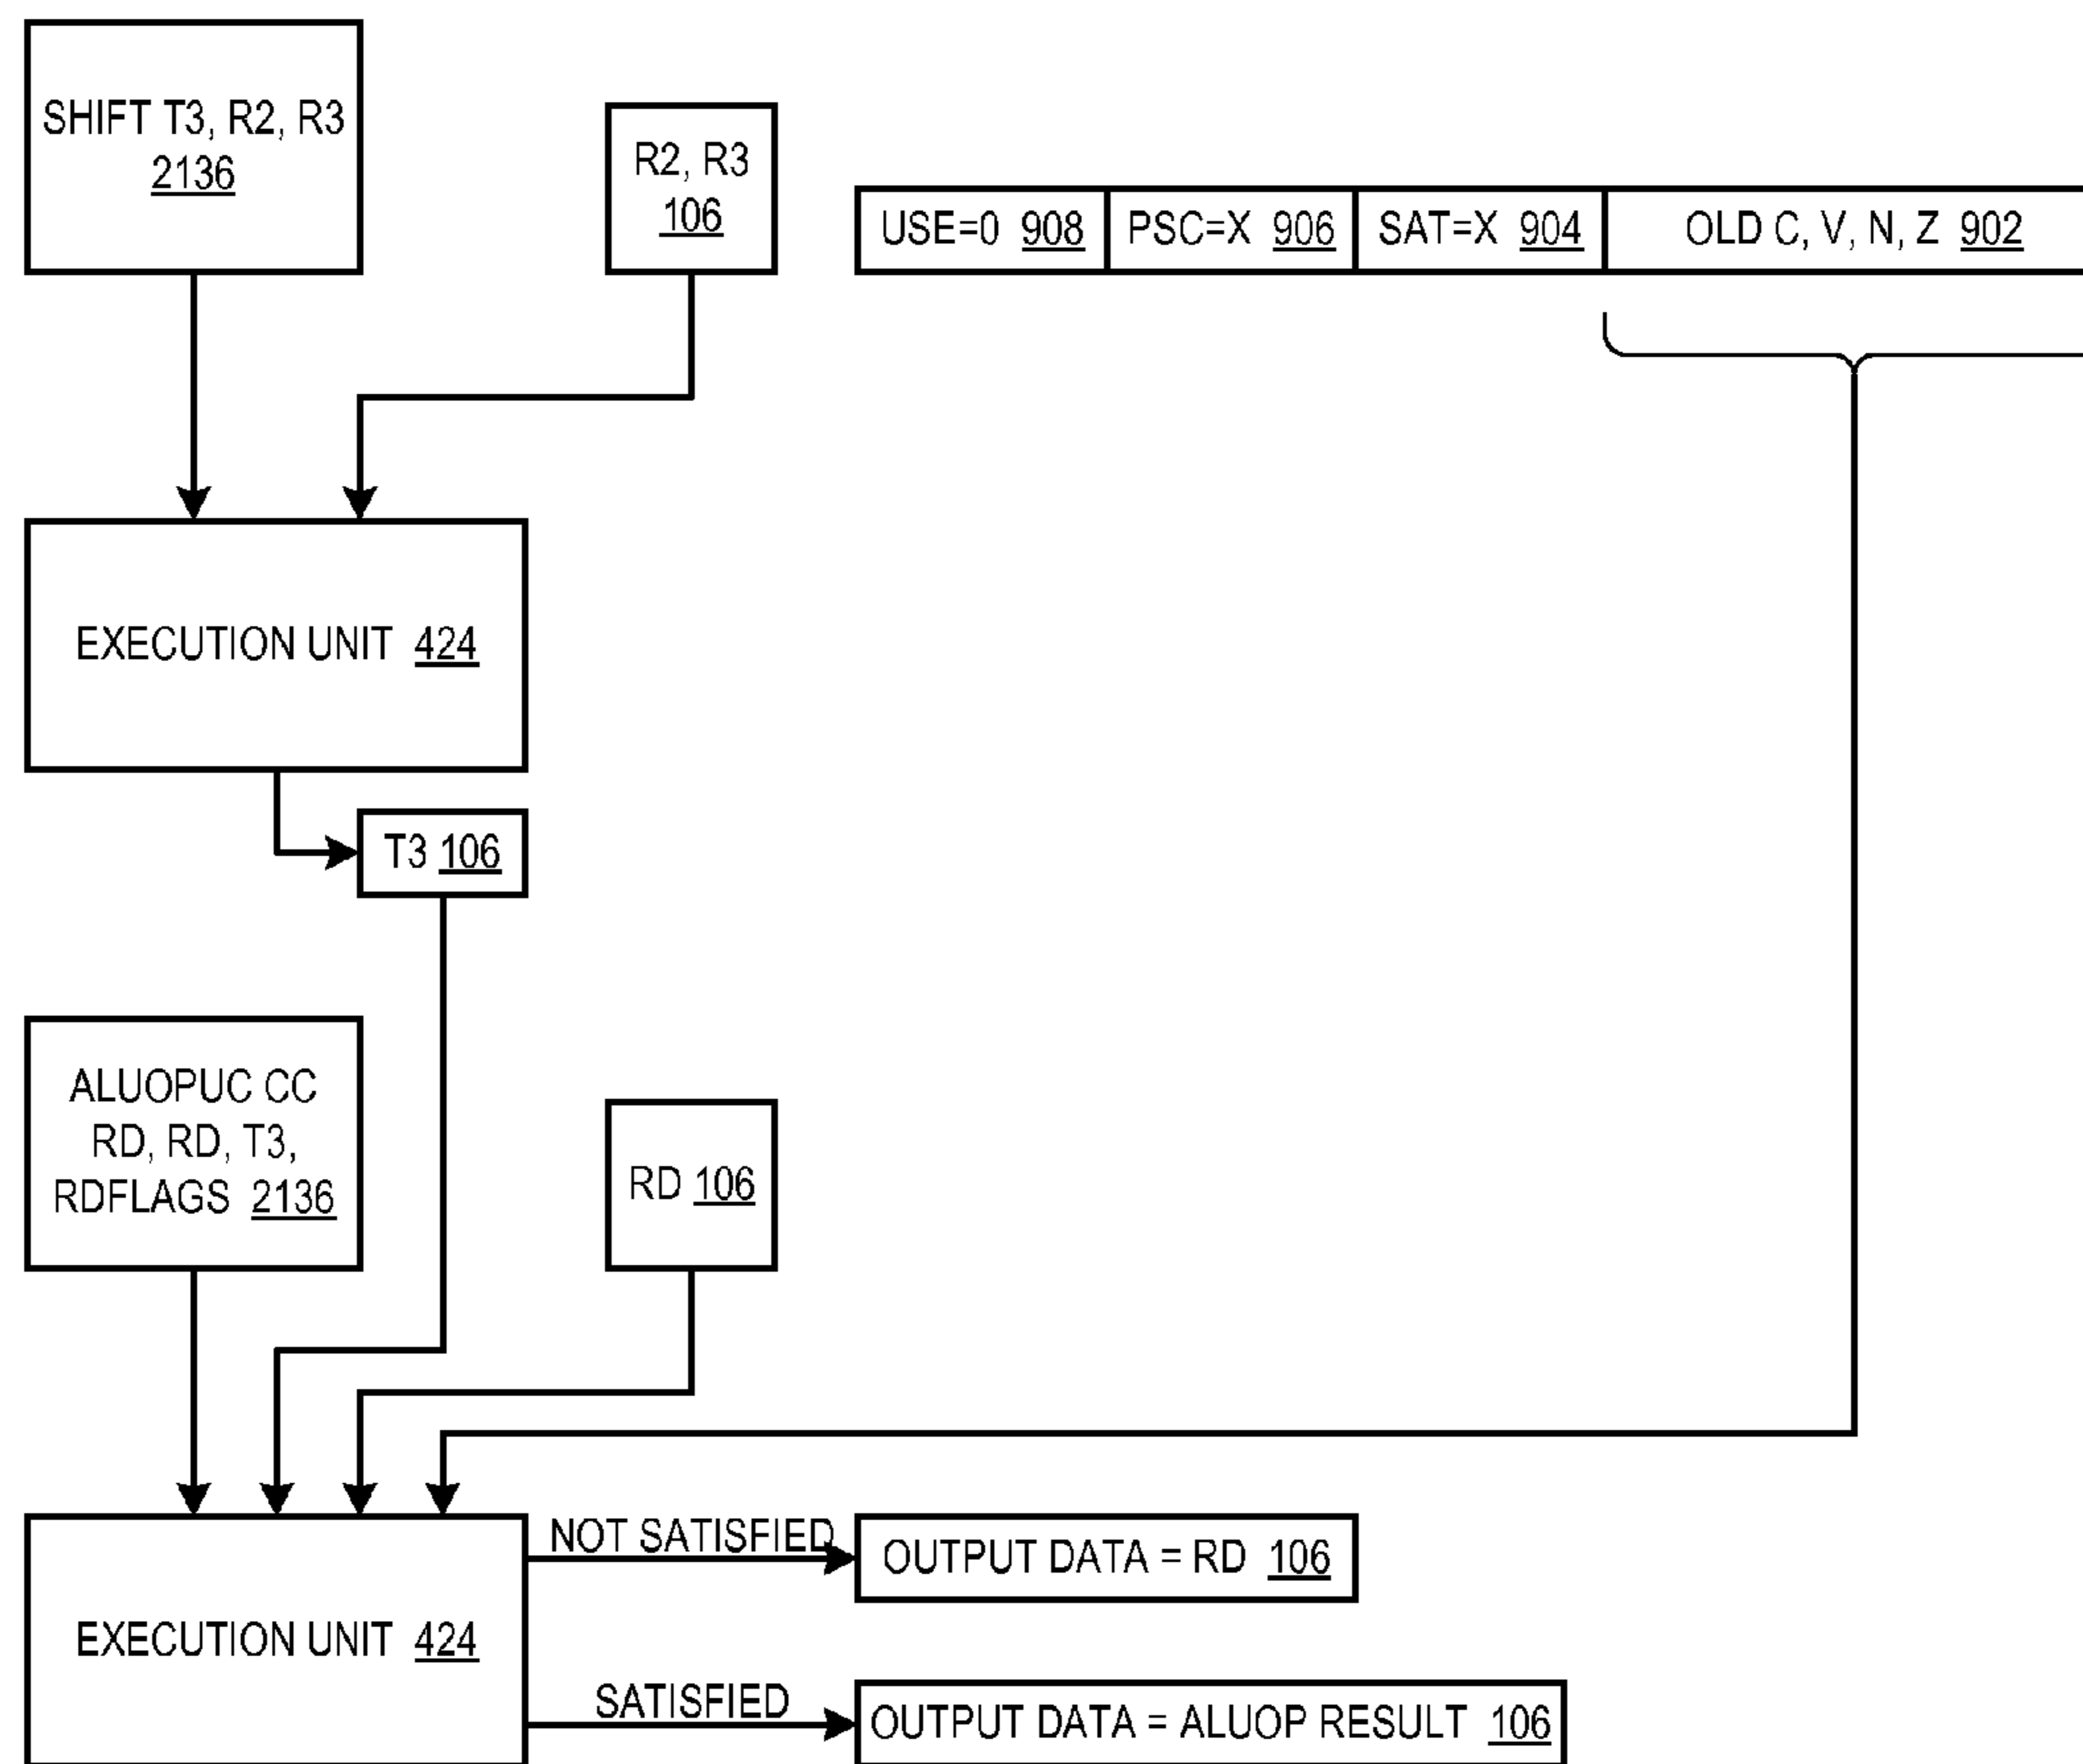 SHIFT T3, R2, R3
2136
R2, R3
106
USE=0 908
PSC=X 906
SAT=X 904
OLD C, V, N, Z 902
EXECUTION UNIT 424
T3 106
ALUOPUC CC
RD, RD, T3,
RDFLAGS 2136
RD 106
EXECUTION UNIT 424
NOT SATISFIED
OUTPUT DATA = RD 106
SATISFIED
OUTPUT DATA = ALUOP RESULT 106